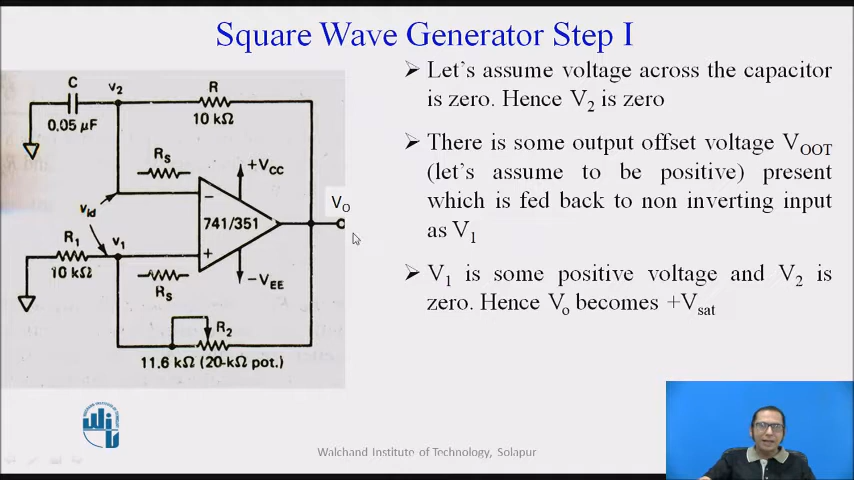 Square Wave Generator Step I
C
0.05 µF
v₂
R
10 kΩ
Rs
+VCC
−
vid
741/351
VO
R₁
10 kΩ
v₁
+
Rs
−VEE
R₂
11.6 kΩ (20-kΩ pot.)
➢ Let's assume voltage across the capacitor
is zero. Hence V₂ is zero
➢ There is some output offset voltage VOOT
(let's assume to be positive) present
which is fed back to non inverting input
as V₁
➢ V₁ is some positive voltage and V₂ is
zero. Hence Vo becomes +Vsat
Walchand Institute of Technology, Solapur